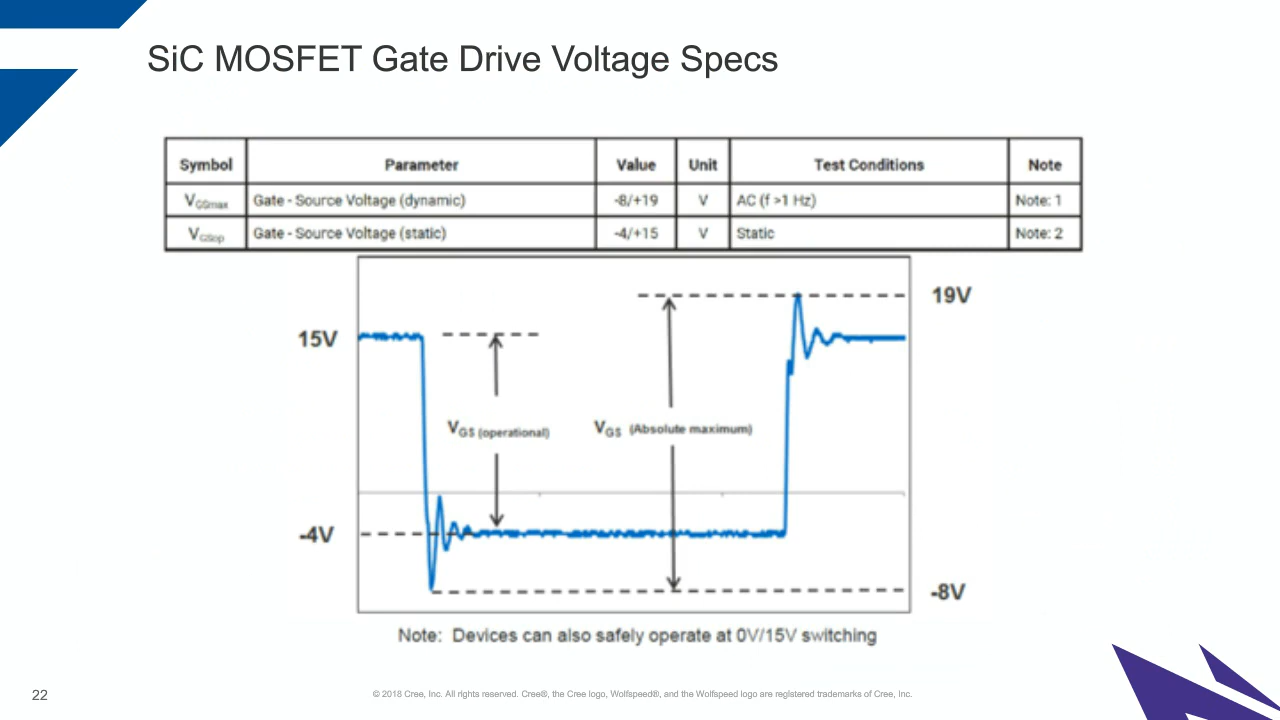 SiC MOSFET Gate Drive Voltage Specs
Symbol Parameter Value Unit Test Conditions Note
VGSmax Gate - Source Voltage (dynamic) -8/+19 V AC (f >1 Hz) Note: 1
VGSop Gate - Source Voltage (static) -4/+15 V Static Note: 2
19V
15V
VGS (operational) VGS (Absolute maximum)
-4V
-8V
Note: Devices can also safely operate at 0V/15V switching
22
© 2018 Cree, Inc. All rights reserved. Cree®, the Cree logo, Wolfspeed®, and the Wolfspeed logo are registered trademarks of Cree, Inc.